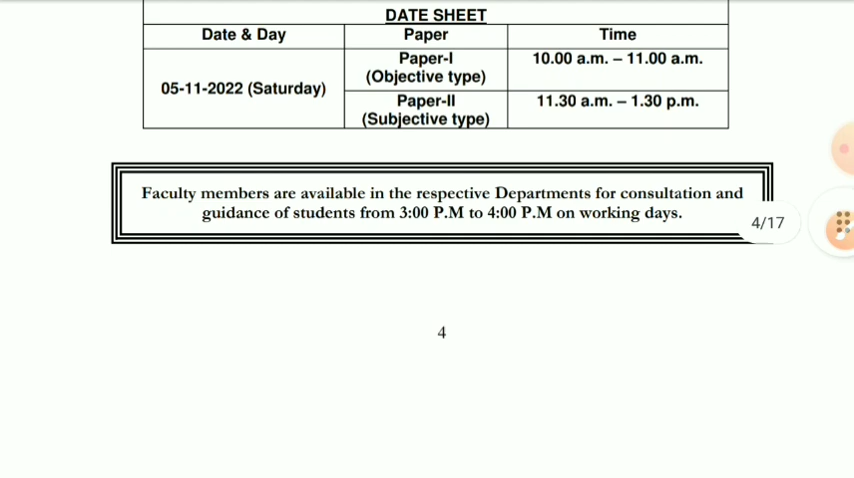 DATE SHEET
Date & Day Paper Time
05-11-2022 (Saturday)
Paper-I
(Objective type)
10.00 a.m. – 11.00 a.m.
Paper-II
(Subjective type)
11.30 a.m. – 1.30 p.m.
Faculty members are available in the respective Departments for consultation and
guidance of students from 3:00 P.M to 4:00 P.M on working days.
4/17
4